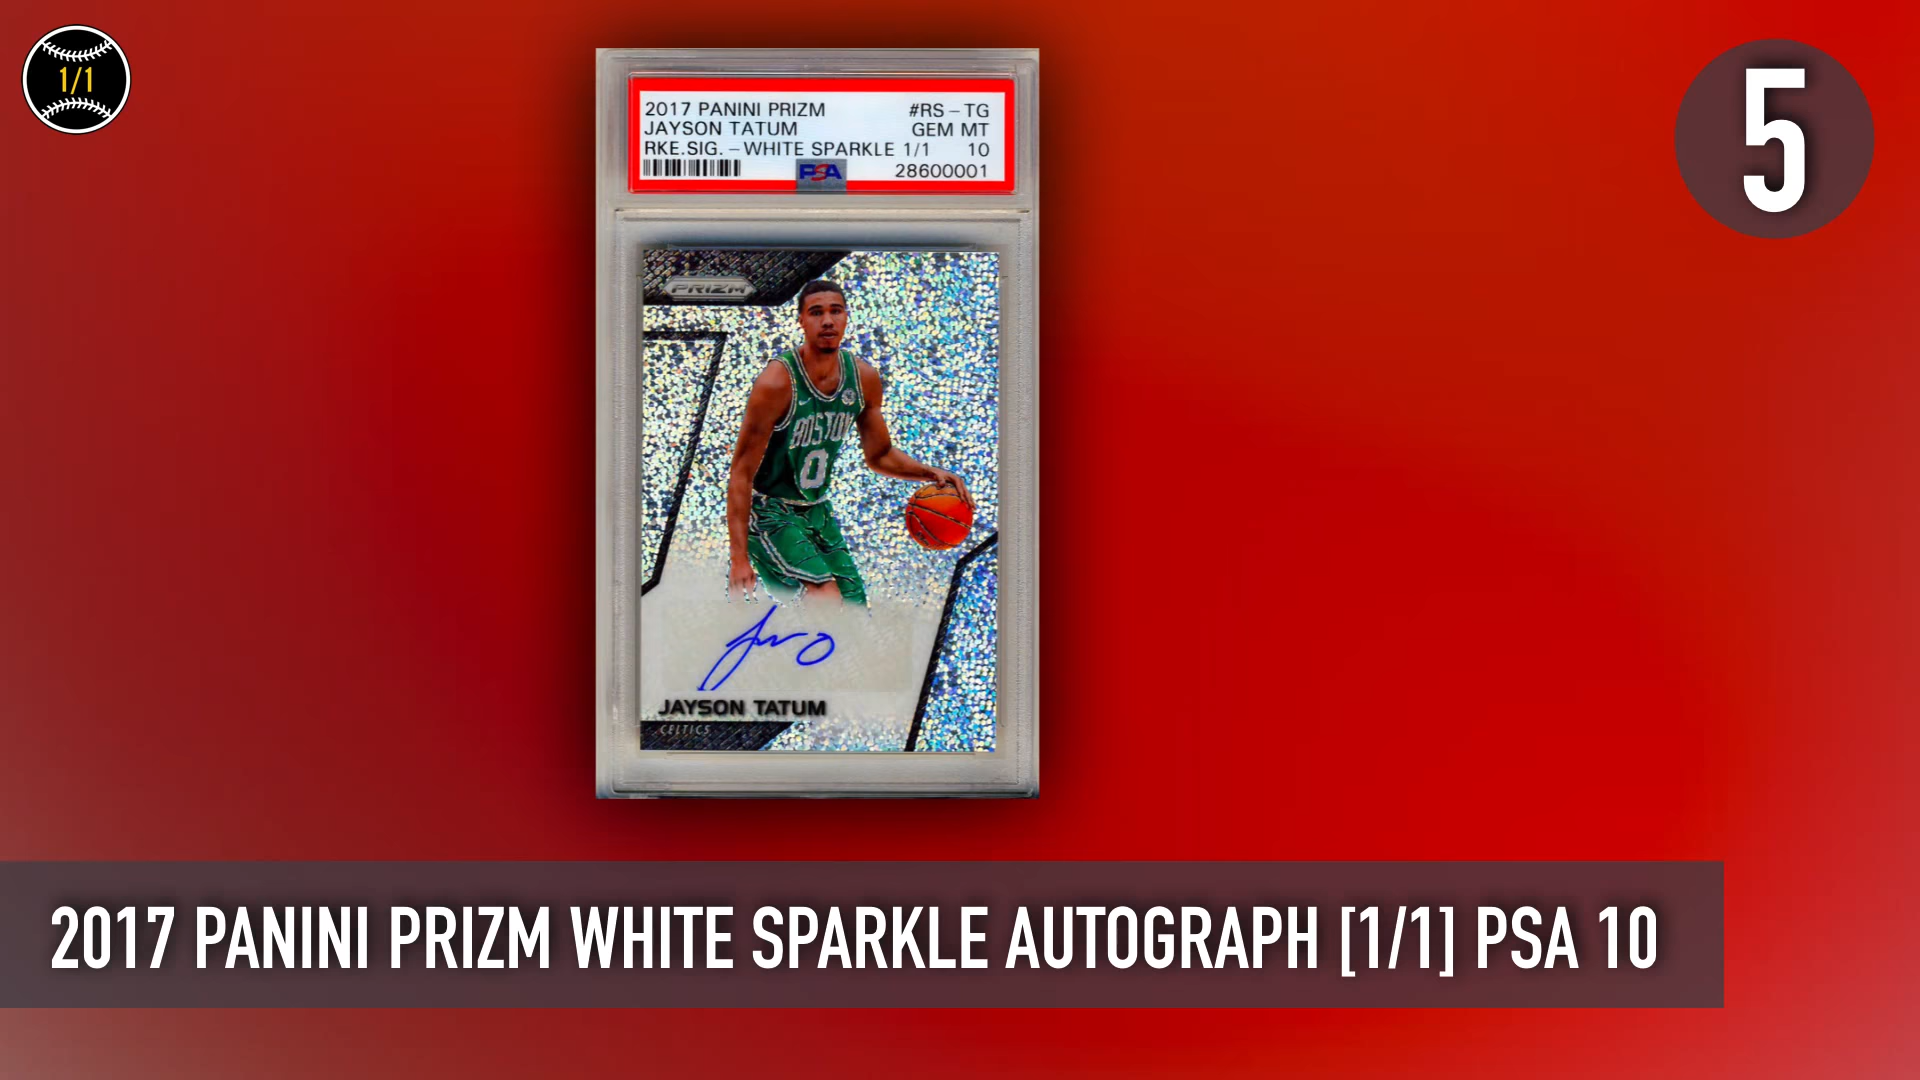 1/1
5
2017 PANINI PRIZM #RS-TG
JAYSON TATUM GEM MT
RKE.SIG.-WHITE SPARKLE 1/1 10
PSA 28600001
PRIZM
BOSTON
0
JAYSON TATUM
CELTICS
2017 PANINI PRIZM WHITE SPARKLE AUTOGRAPH [1/1] PSA 10